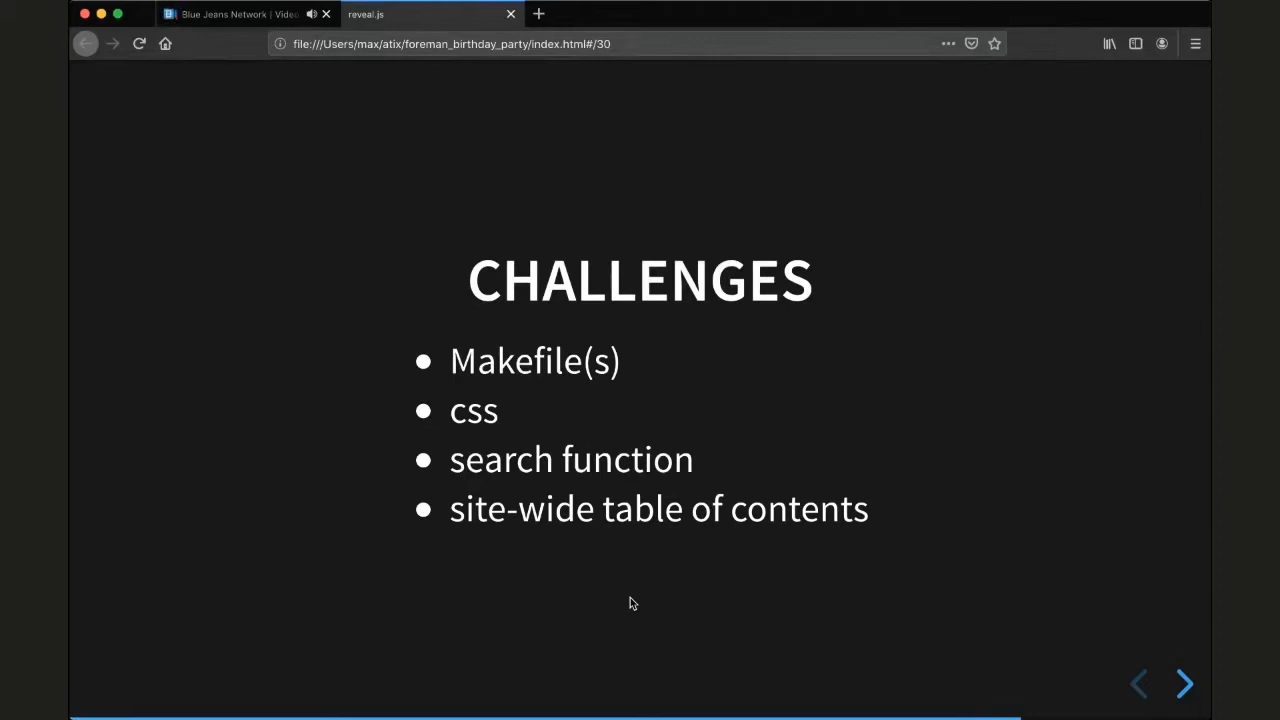 Blue Jeans Network | Video
reveal.js
file:///Users/max/atix/foreman_birthday_party/index.html#/30
CHALLENGES
• Makefile(s)
• css
• search function
• site-wide table of contents